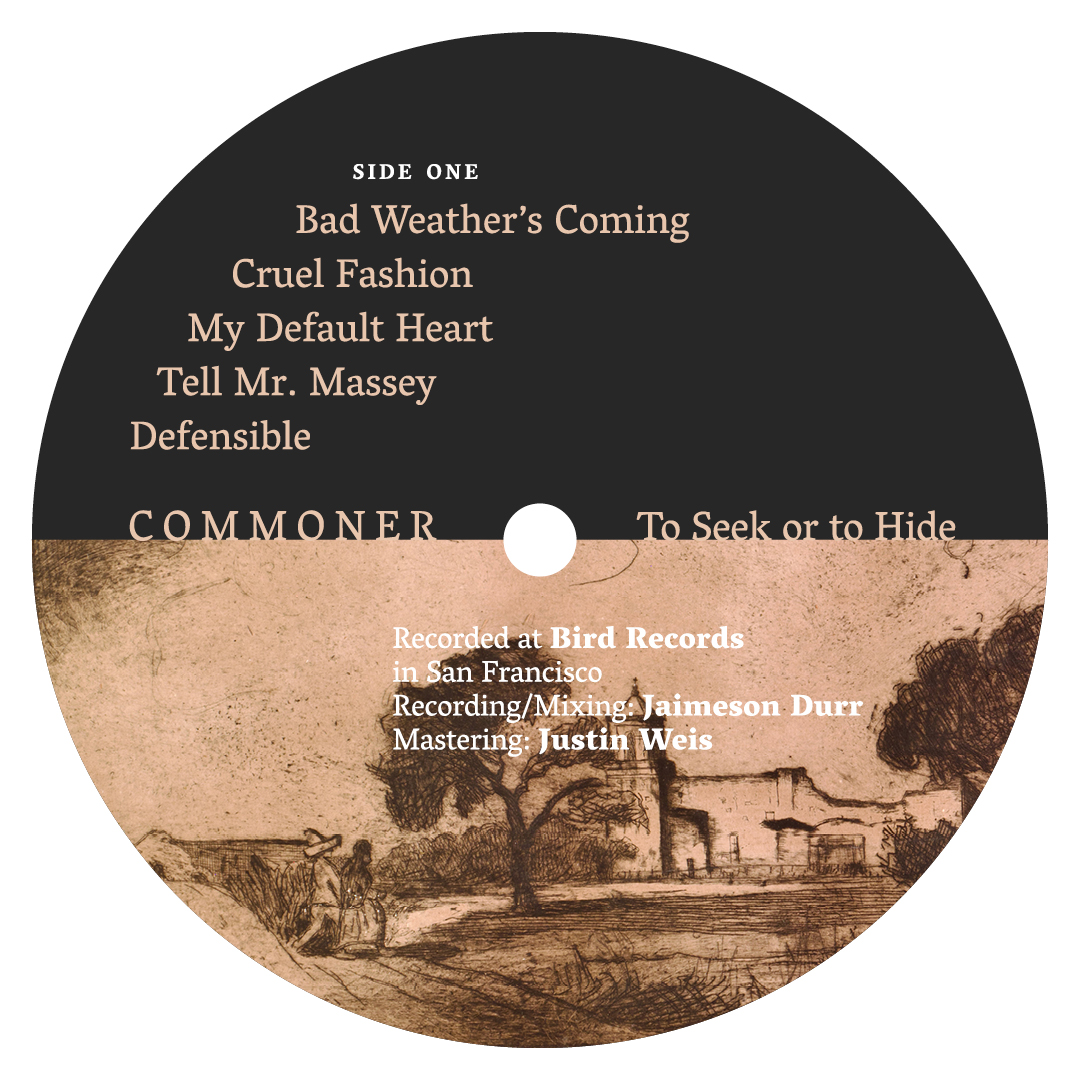 SIDE ONE
Bad Weather’s Coming
Cruel Fashion
My Default Heart
Tell Mr. Massey
Defensible
COMMONER To Seek or to Hide
Recorded at Bird Records
in San Francisco
Recording/Mixing: Jaimeson Durr
Mastering: Justin Weis